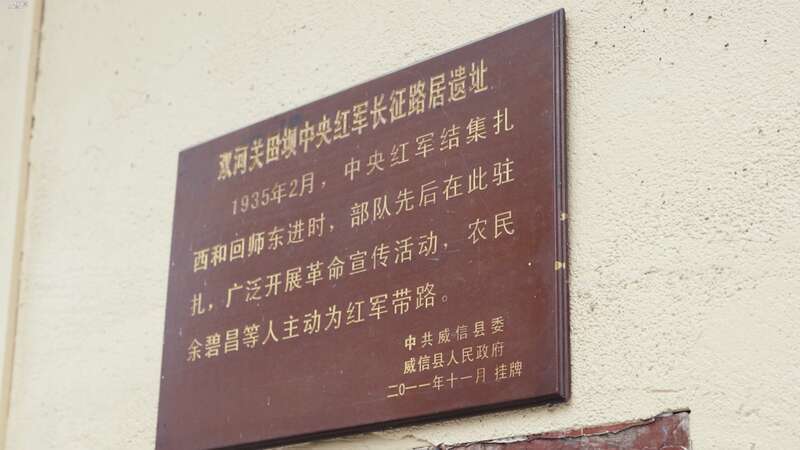 双河关田坝中央红军长征路居遗址
1935年2月，中央红军结集扎
西和回师东进时，部队先后在此驻
扎，广泛开展革命宣传活动，农民
余碧昌等人主动为红军带路。
中共威信县委
威信县人民政府
二〇一一年十一月 挂牌